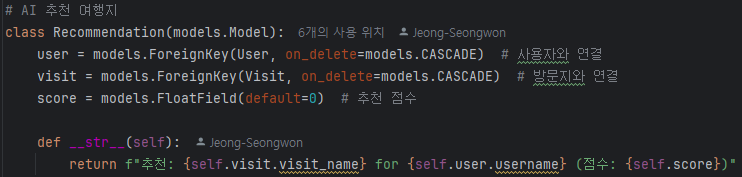 # AI 추천 여행지
class Recommendation(models.Model): 6개의 사용 위치 Jeong-Seongwon
user = models.ForeignKey(User, on_delete=models.CASCADE) # 사용자와 연결
visit = models.ForeignKey(Visit, on_delete=models.CASCADE) # 방문지와 연결
score = models.FloatField(default=0) # 추천 점수
def __str__(self): Jeong-Seongwon
return f"추천: {self.visit.visit_name} for {self.user.username} (점수: {self.score})"